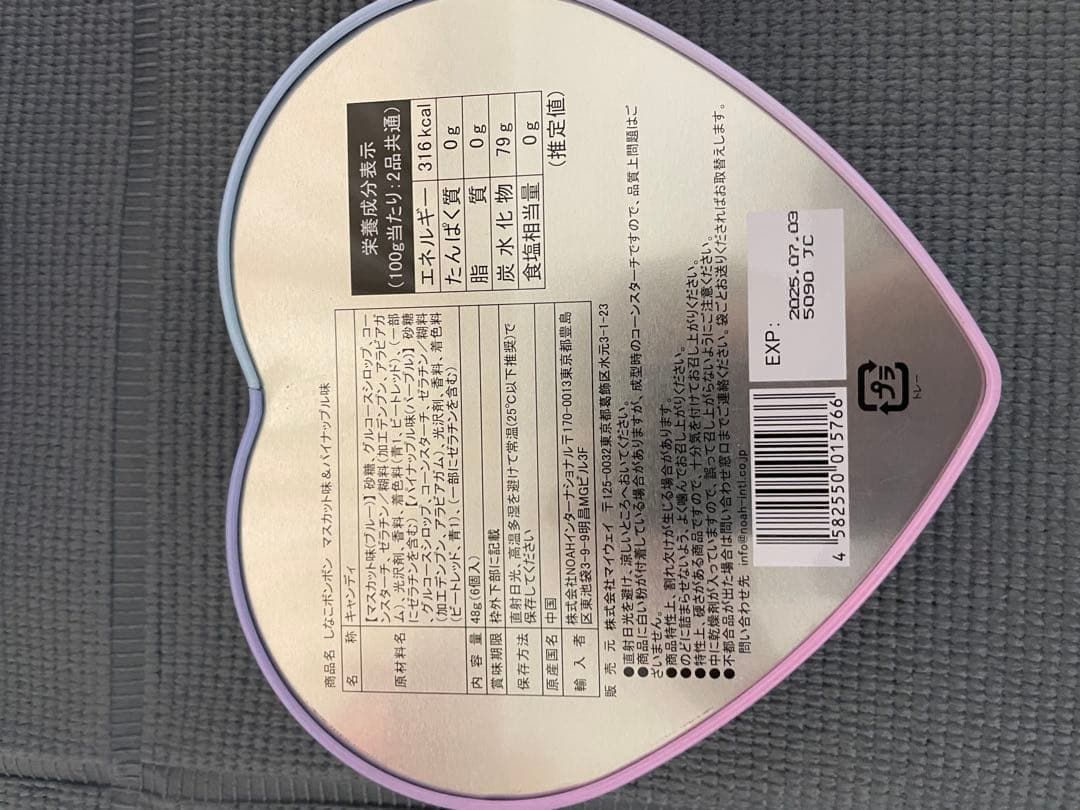 商品名 しなこボンボン マスカット味&パイナップル味
名 称 キャンディ
原材料名 【マスカット味(ブルー)】砂糖、グルコースシロップ、コー
ンスターチ、ゼラチン/糊料(加工デンプン、アラビアガ
ム)、光沢剤、香料、着色料(青1、ビートレッド)、(一部
にゼラチンを含む)【パイナップル味(パープル)】砂糖
、グルコースシロップ、コーンスターチ、ゼラチン/糊料
(加工デンプン、アラビアガム)、光沢剤、香料、着色料
(ビートレッド、青1)、(一部にゼラチンを含む)
内 容 量 48g(6個入)
賞味期限 枠外下部に記載
保存方法 直射日光、高温多湿を避けて常温(25℃以下推奨)で
保存してください
原産国名 中国
輸 入 者 株式会社NOAHインターナショナル〒170-0013東京都豊島
区東池袋3-9-9明昌MGビル3F
販 売 元 株式会社マイウェイ 〒125-0032東京都葛飾区水元3-1-23
栄養成分表示
(100g当たり:2品共通)
エネルギー 316kcal
たんぱく質 0g
脂 質 0g
炭水化物 79g
食塩相当量 0g
(推定値)
●直射日光を避け、涼しいところへおいてください。
●商品に白い粉が付着している場合がありますが、成型時のコーンスターチですので、品質上問題はご
ざいません。
●商品特性上、割れ欠けが生じる場合があります。
●のどに詰まらせないよう、よく噛んでお召し上がりください。
●特性上、硬さがある商品ですので、十分気を付けてお召し上がりください。
●中に乾燥剤が入っていますので、誤って召し上がらないようにご注意ください。
●不都合品が出た場合は問い合わせ窓口までご連絡ください。袋ごとお送りくださればお取替えします。
問い合わせ先 info@noah-intl.co.jp
4 582550 015766
EXP:
2025.07.03
5090 JC
プラ
トレー